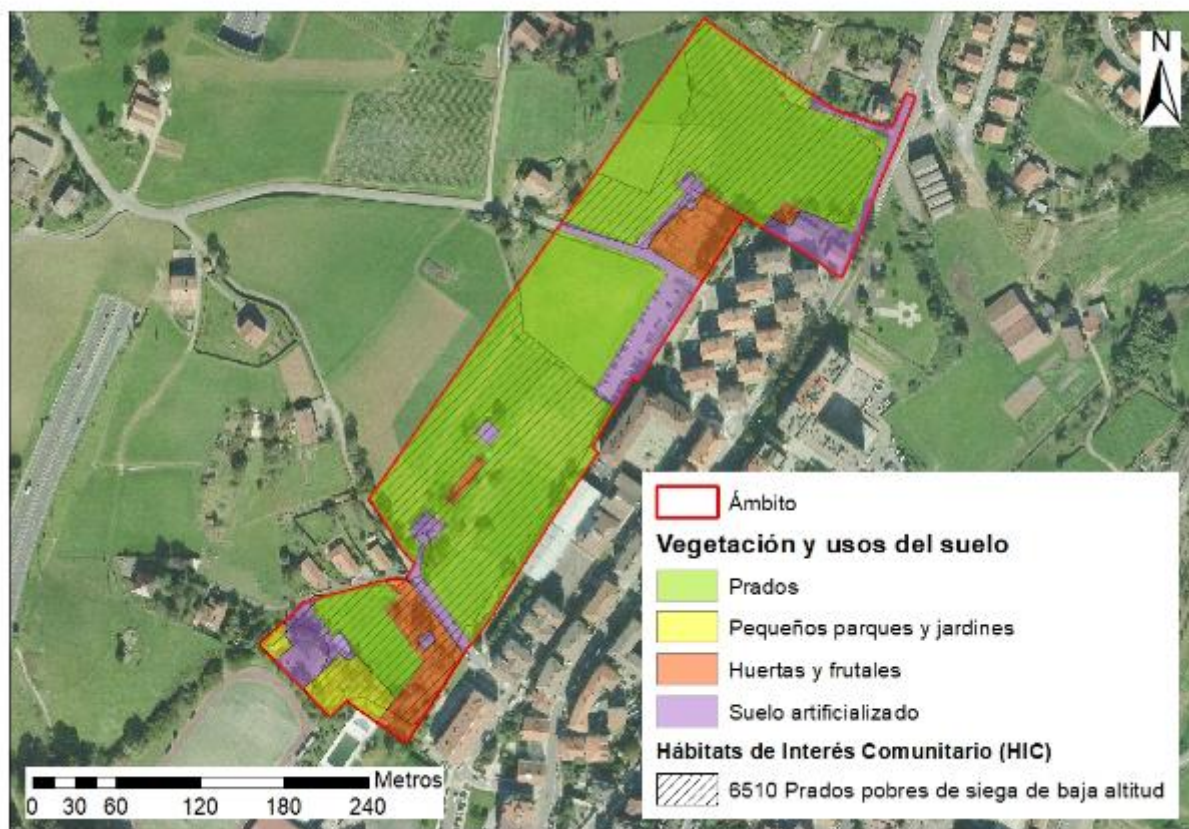 N
Ámbito
Vegetación y usos del suelo
Prados
Pequeños parques y jardines
Huertas y frutales
Suelo artificializado
Hábitats de Interés Comunitario (HIC)
6510 Prados pobres de siega de baja altitud
Metros
0 30 60 120 180 240